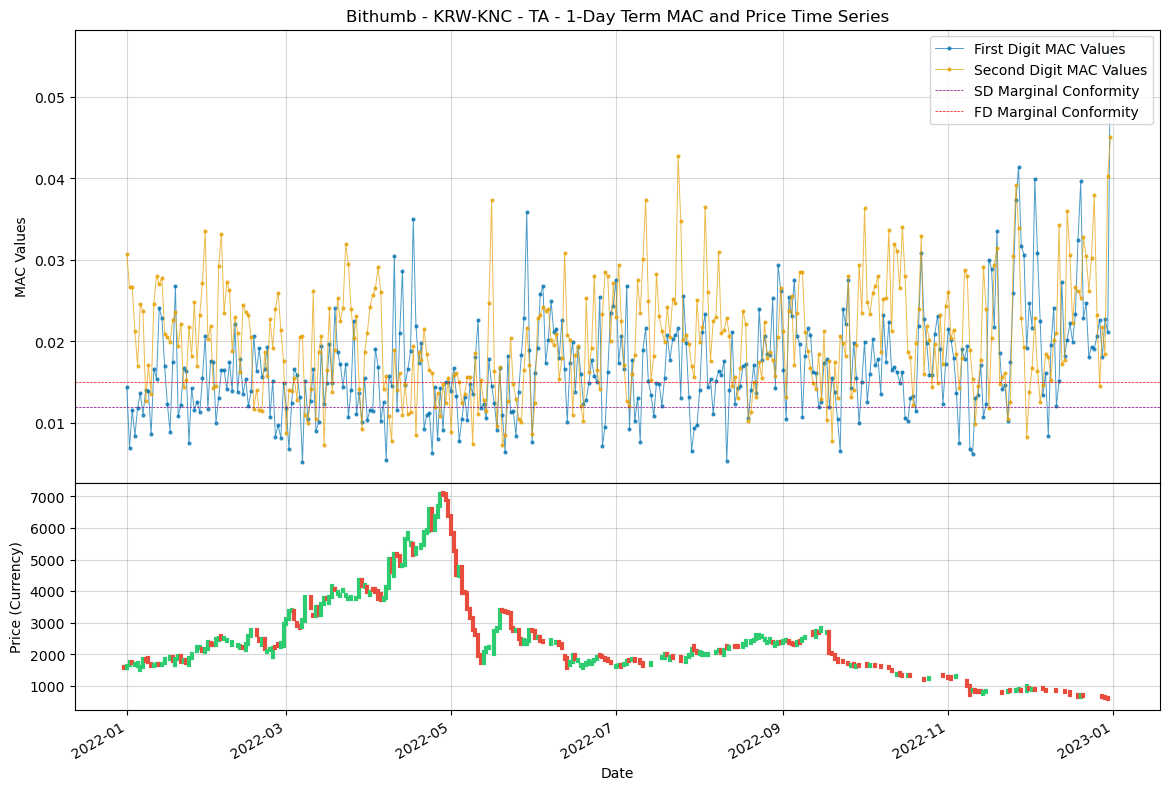 Bithumb - KRW-KNC - TA - 1-Day Term MAC and Price Time Series
First Digit MAC Values
Second Digit MAC Values
SD Marginal Conformity
FD Marginal Conformity
MAC Values
0.05
0.04
0.03
0.02
0.01
Price (Currency)
7000
6000
5000
4000
3000
2000
1000
2022-01
2022-03
2022-05
2022-07
2022-09
2022-11
2023-01
Date